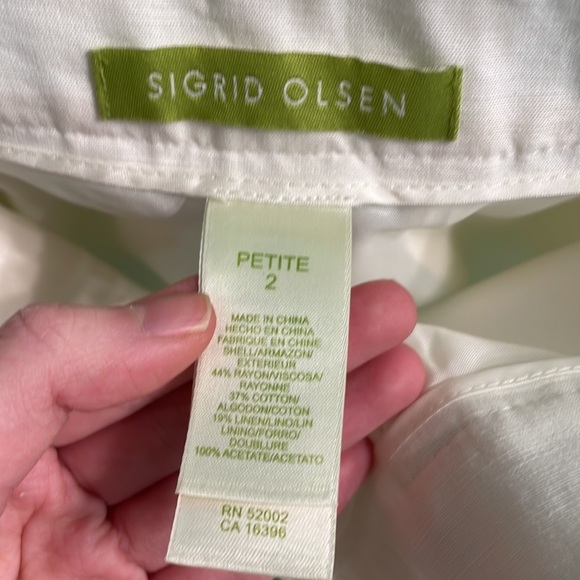 SIGRID OLSEN
PETITE
2
MADE IN CHINA
HECHO EN CHINA
FABRIQUE EN CHINE
SHELL/ARMAZON/
EXTERIEUR
44% RAYON/VISCOSA/
RAYONNE
37% COTTON/
ALGODON/COTON
19% LINEN/LINO/LIN
LINING/FORRO/
DOUBLURE
100% ACETATE/ACETATO
RN 52002
CA 16396